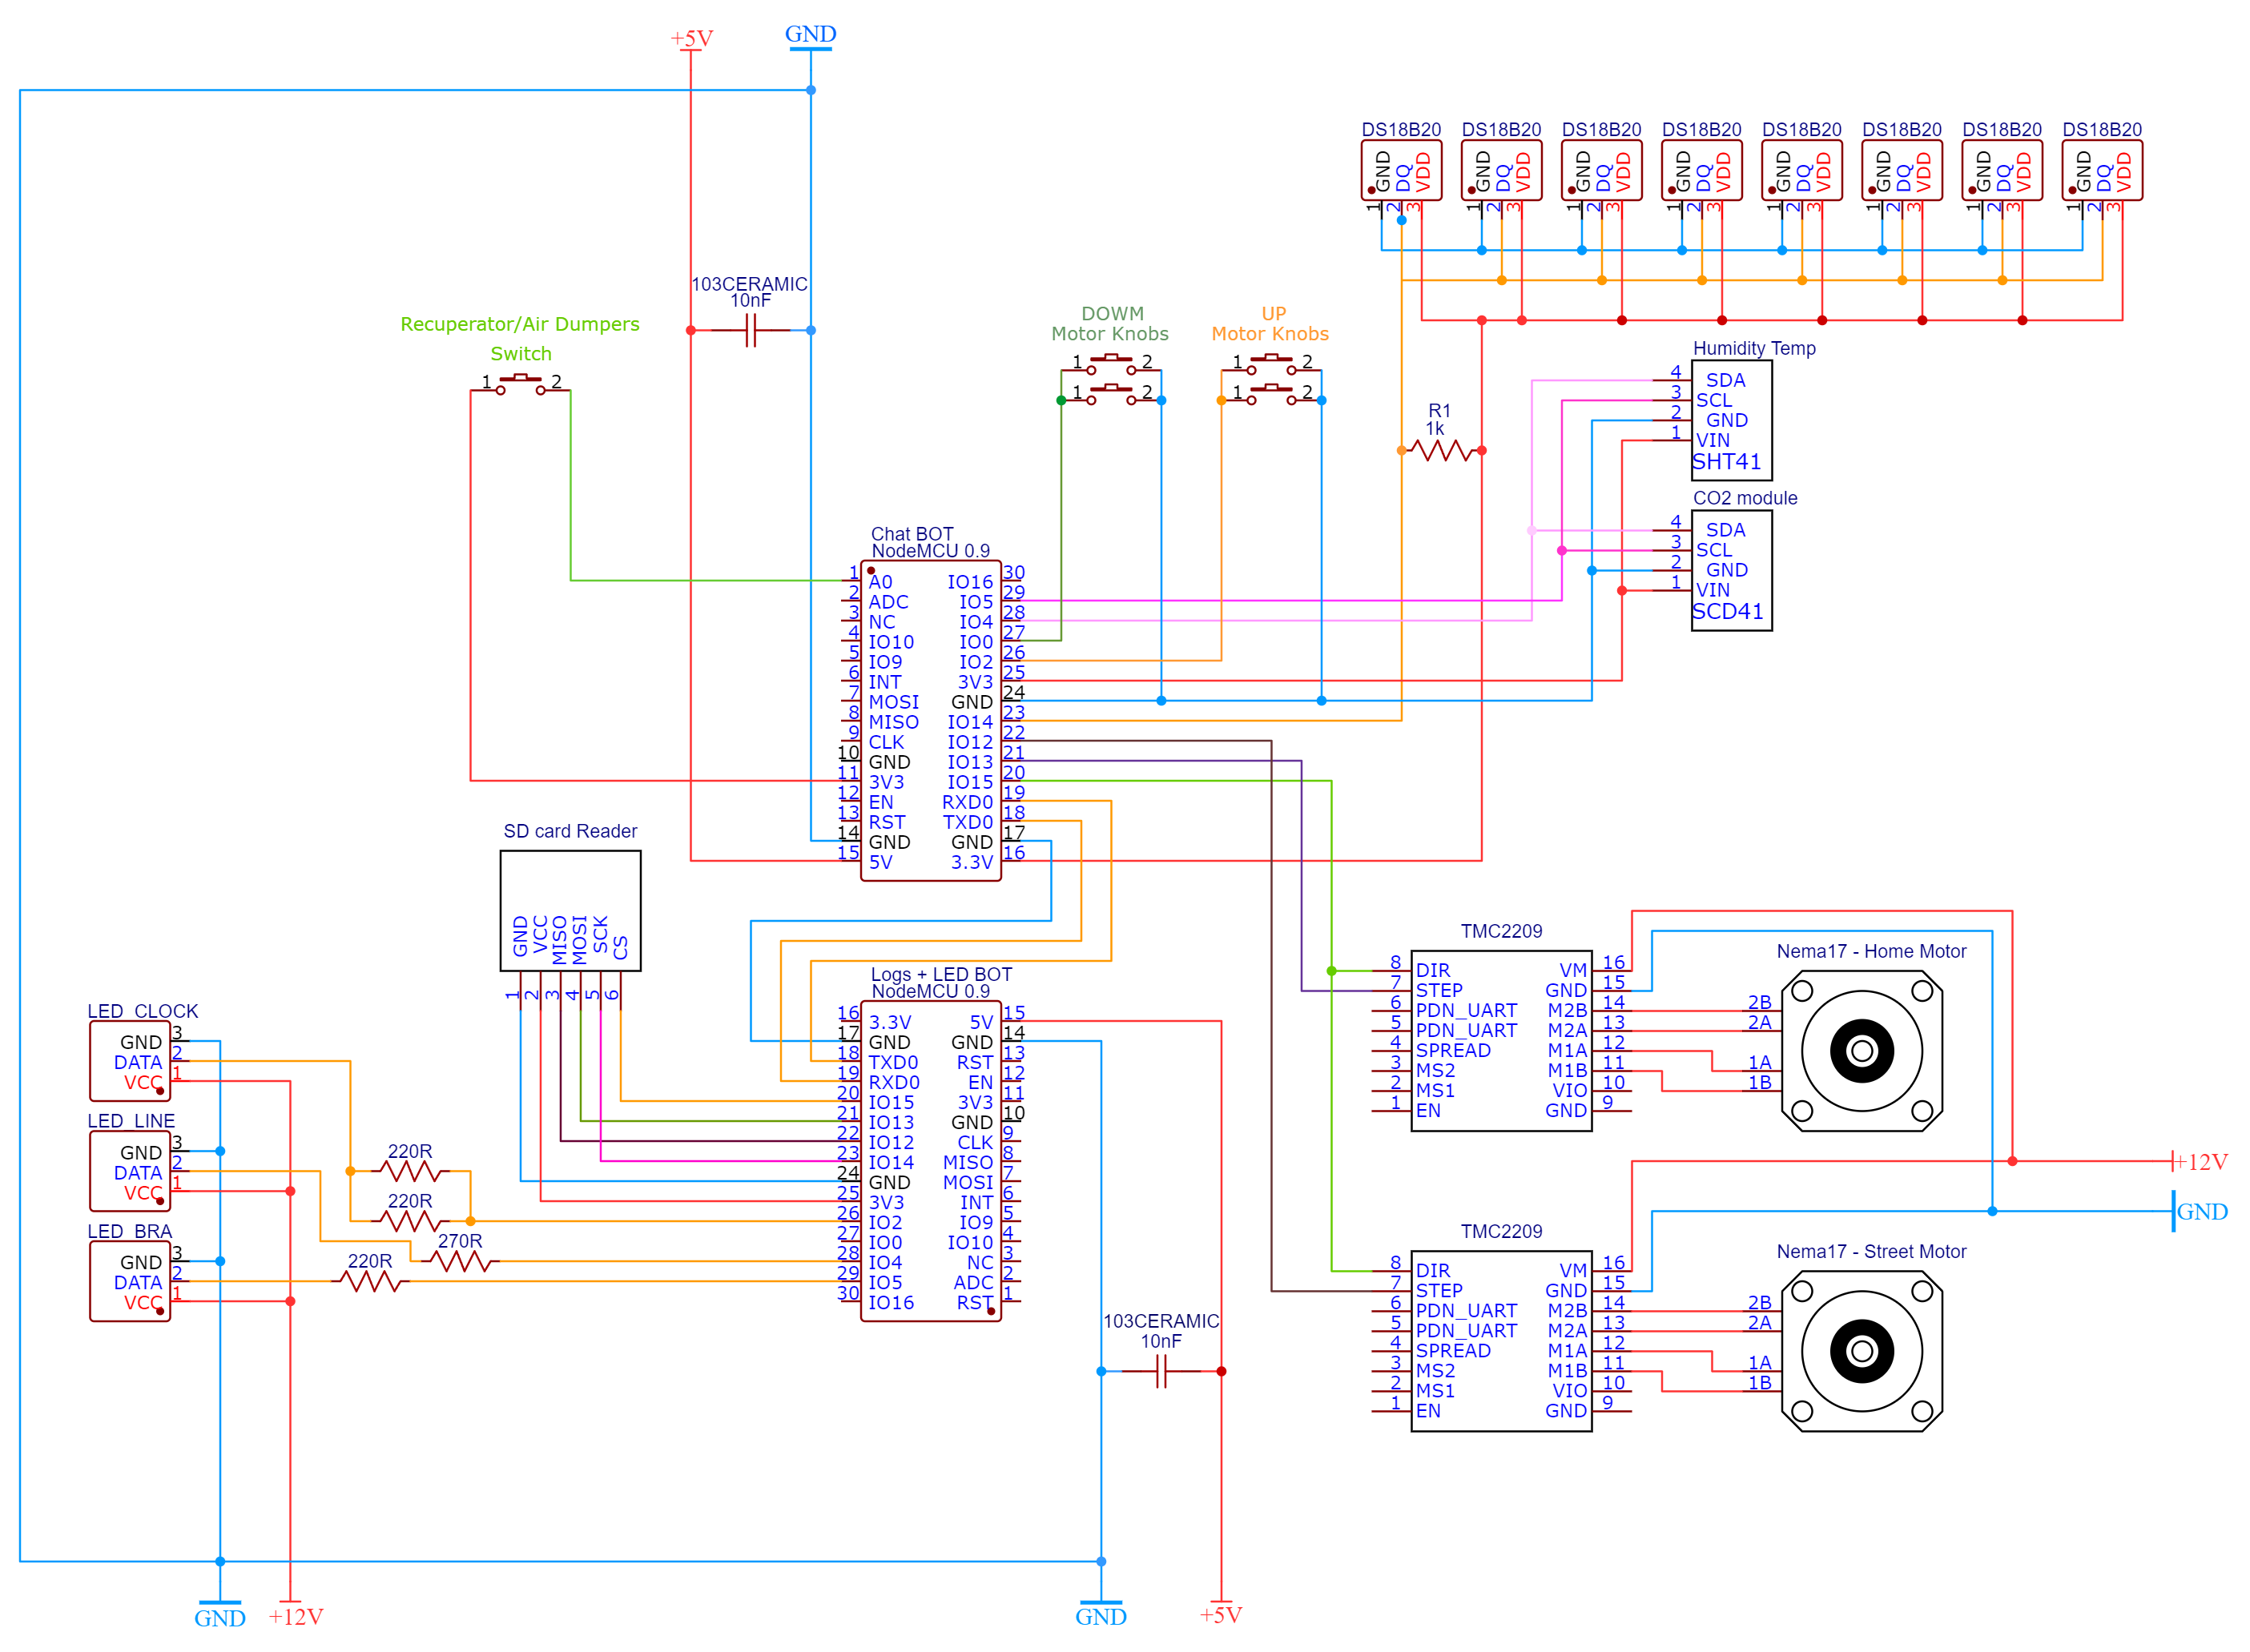 +5V
GND
103CERAMIC
10nF
Recuperator/Air Dumpers
Switch
1 2
DOWM
Motor Knobs
1 2
1 2
UP
Motor Knobs
1 2
1 2
DS18B20 DS18B20 DS18B20 DS18B20 DS18B20 DS18B20 DS18B20 DS18B20
GND DQ VDD GND DQ VDD GND DQ VDD GND DQ VDD GND DQ VDD GND DQ VDD GND DQ VDD GND DQ VDD
1 2 3 1 2 3 1 2 3 1 2 3 1 2 3 1 2 3 1 2 3 1 2 3
R1
1k
Humidity Temp
4 SDA
3 SCL
2 GND
1 VIN
SHT41
CO2 module
4 SDA
3 SCL
2 GND
1 VIN
SCD41
Chat BOT
NodeMCU 0.9
1 A0 IO16 30
2 ADC IO5 29
3 NC IO4 28
4 IO10 IO0 27
5 IO9 IO2 26
6 INT 3V3 25
7 MOSI GND 24
8 MISO IO14 23
9 CLK IO12 22
10 GND IO13 21
11 3V3 IO15 20
12 EN RXD0 19
13 RST TXD0 18
14 GND GND 17
15 5V 3.3V 16
SD card Reader
GND VCC MISO MOSI SCK CS
1 2 3 4 5 6
Logs + LED BOT
NodeMCU 0.9
16 3.3V 5V 15
17 GND GND 14
18 TXD0 RST 13
19 RXD0 EN 12
20 IO15 3V3 11
21 IO13 GND 10
22 IO12 CLK 9
23 IO14 MISO 8
24 GND MOSI 7
25 3V3 INT 6
26 IO2 IO9 5
27 IO0 IO10 4
28 IO4 NC 3
29 IO5 ADC 2
30 IO16 RST 1
LED_CLOCK
GND 3
DATA 2
VCC 1
LED_LINE
GND 3
DATA 2
VCC 1
LED_BRA
GND 3
DATA 2
VCC 1
220R
220R
270R
220R
103CERAMIC
10nF
TMC2209
8 DIR VM 16
7 STEP GND 15
6 PDN_UART M2B 14
5 PDN_UART M2A 13
4 SPREAD M1A 12
3 MS2 M1B 11
2 MS1 VIO 10
1 EN GND 9
Nema17 - Home Motor
2B
2A
1A
1B
+12V
GND
TMC2209
8 DIR VM 16
7 STEP GND 15
6 PDN_UART M2B 14
5 PDN_UART M2A 13
4 SPREAD M1A 12
3 MS2 M1B 11
2 MS1 VIO 10
1 EN GND 9
Nema17 - Street Motor
2B
2A
1A
1B
GND
+12V
GND
+5V